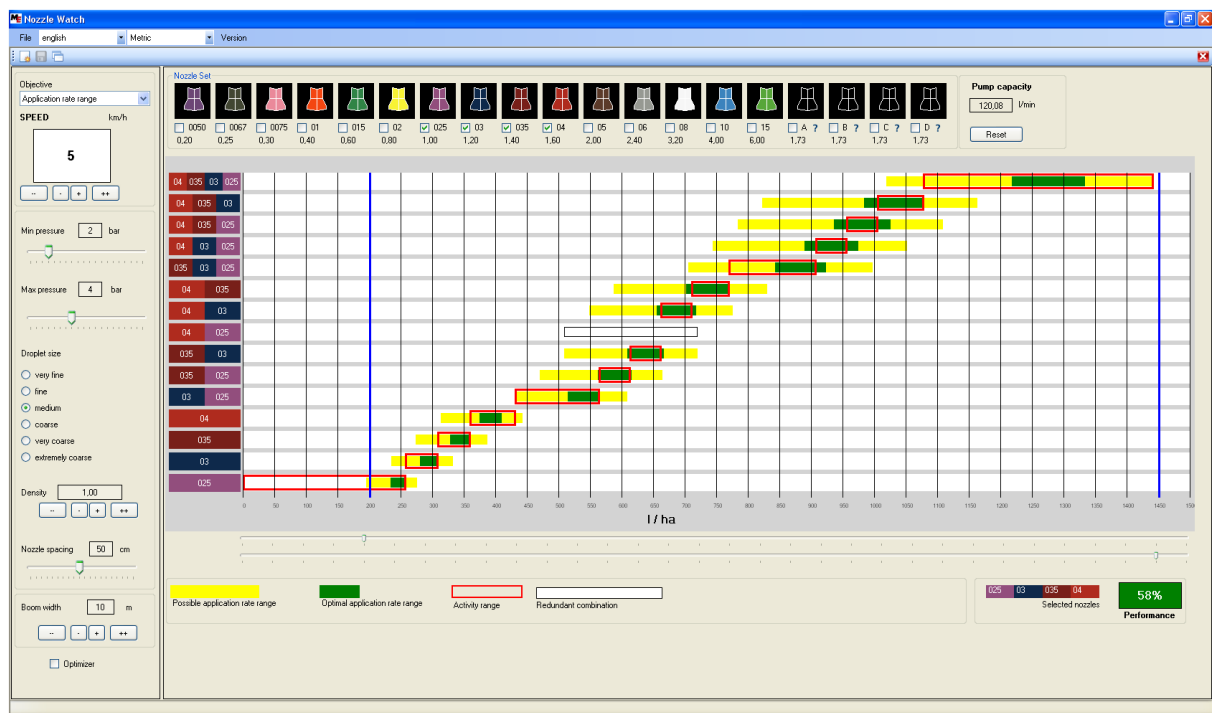 Nozzle Watch
File english Metric Version
Objective
Application rate range
SPEED km/h
5
-- - + ++
Min pressure 2 bar
Max pressure 4 bar
Droplet size
very fine
fine
medium
coarse
very coarse
extremely coarse
Density 1,00
-- - + ++
Nozzle spacing 50 cm
Boom width 10 m
-- - + ++
Optimizer
Nozzle Set
0050 0067 0075 01 015 02 025 03 035 04 05 06 08 10 15 A ? B ? C ? D ?
0,20 0,25 0,30 0,40 0,60 0,80 1,00 1,20 1,40 1,60 2,00 2,40 3,20 4,00 6,00 1,73 1,73 1,73 1,73
Pump capacity
120,08 l/min
Reset
04 035 03 025
04 035 03
04 035 025
04 03 025
035 03 025
04 035
04 03
04 025
035 03
035 025
03 025
04
035
03
025
0 50 100 150 200 250 300 350 400 450 500 550 600 650 700 750 800 850 900 950 1000 1050 1100 1150 1200 1250 1300 1350 1400 1450 150
l / ha
Possible application rate range
Optimal application rate range
Activity range
Redundant combination
025 03 035 04
Selected nozzles
58%
Performance